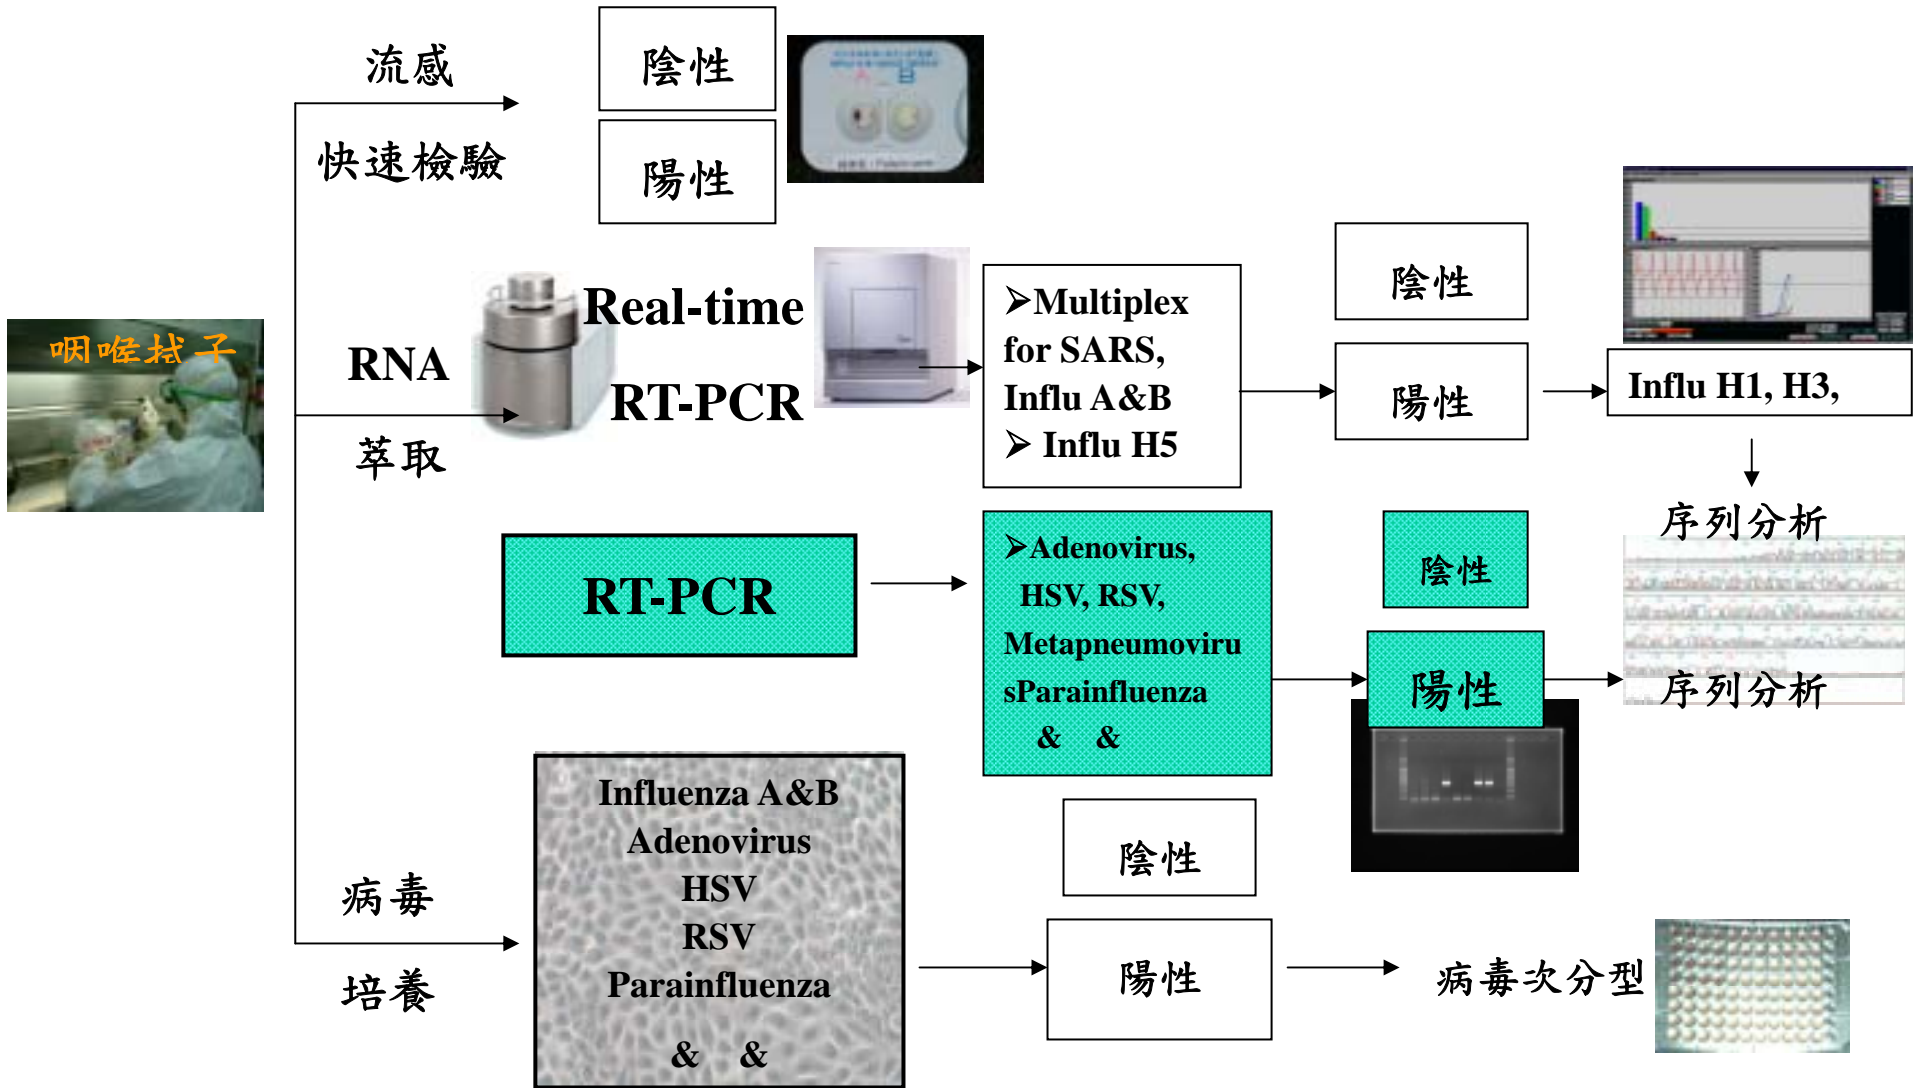 流感
快速檢驗
陰性
陽性
A B
咽喉拭子
RNA
萃取
Real-time
RT-PCR
➢Multiplex
for SARS,
Influ A&B
➢ Influ H5
陰性
陽性
Influ H1, H3,
序列分析
RT-PCR
➢Adenovirus,
HSV, RSV,
Metapneumoviru
sParainfluenza
& &
陰性
陽性
序列分析
病毒
培養
Influenza A&B
Adenovirus
HSV
RSV
Parainfluenza
& &
陰性
陽性
病毒次分型